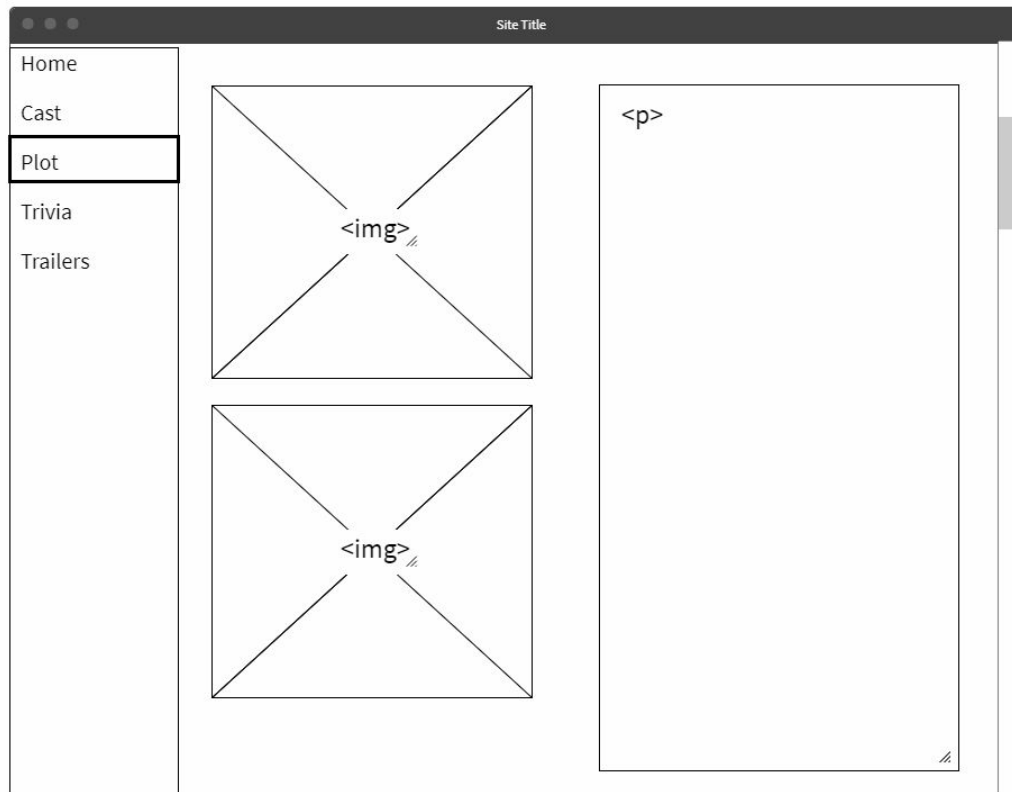 Site Title
Home
Cast
Plot
Trivia
Trailers
<img>
<img>
<p>